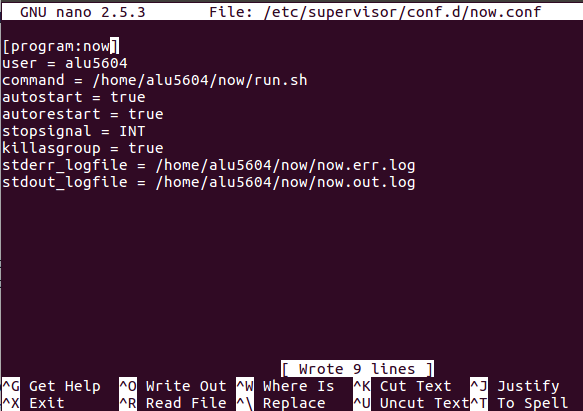 GNU nano 2.5.3 File: /etc/supervisor/conf.d/now.conf
[program:now]
user = alu5604
command = /home/alu5604/now/run.sh
autostart = true
autorestart = true
stopsignal = INT
killasgroup = true
stderr_logfile = /home/alu5604/now/now.err.log
stdout_logfile = /home/alu5604/now/now.out.log
[ Wrote 9 lines ]
^G Get Help ^O Write Out ^W Where Is ^K Cut Text ^J Justify
^X Exit ^R Read File ^\ Replace ^U Uncut Text ^T To Spell